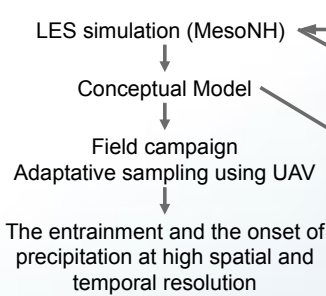 LES simulation (MesoNH)
Conceptual Model
Field campaign
Adaptative sampling using UAV
The entrainment and the onset of
precipitation at high spatial and
temporal resolution